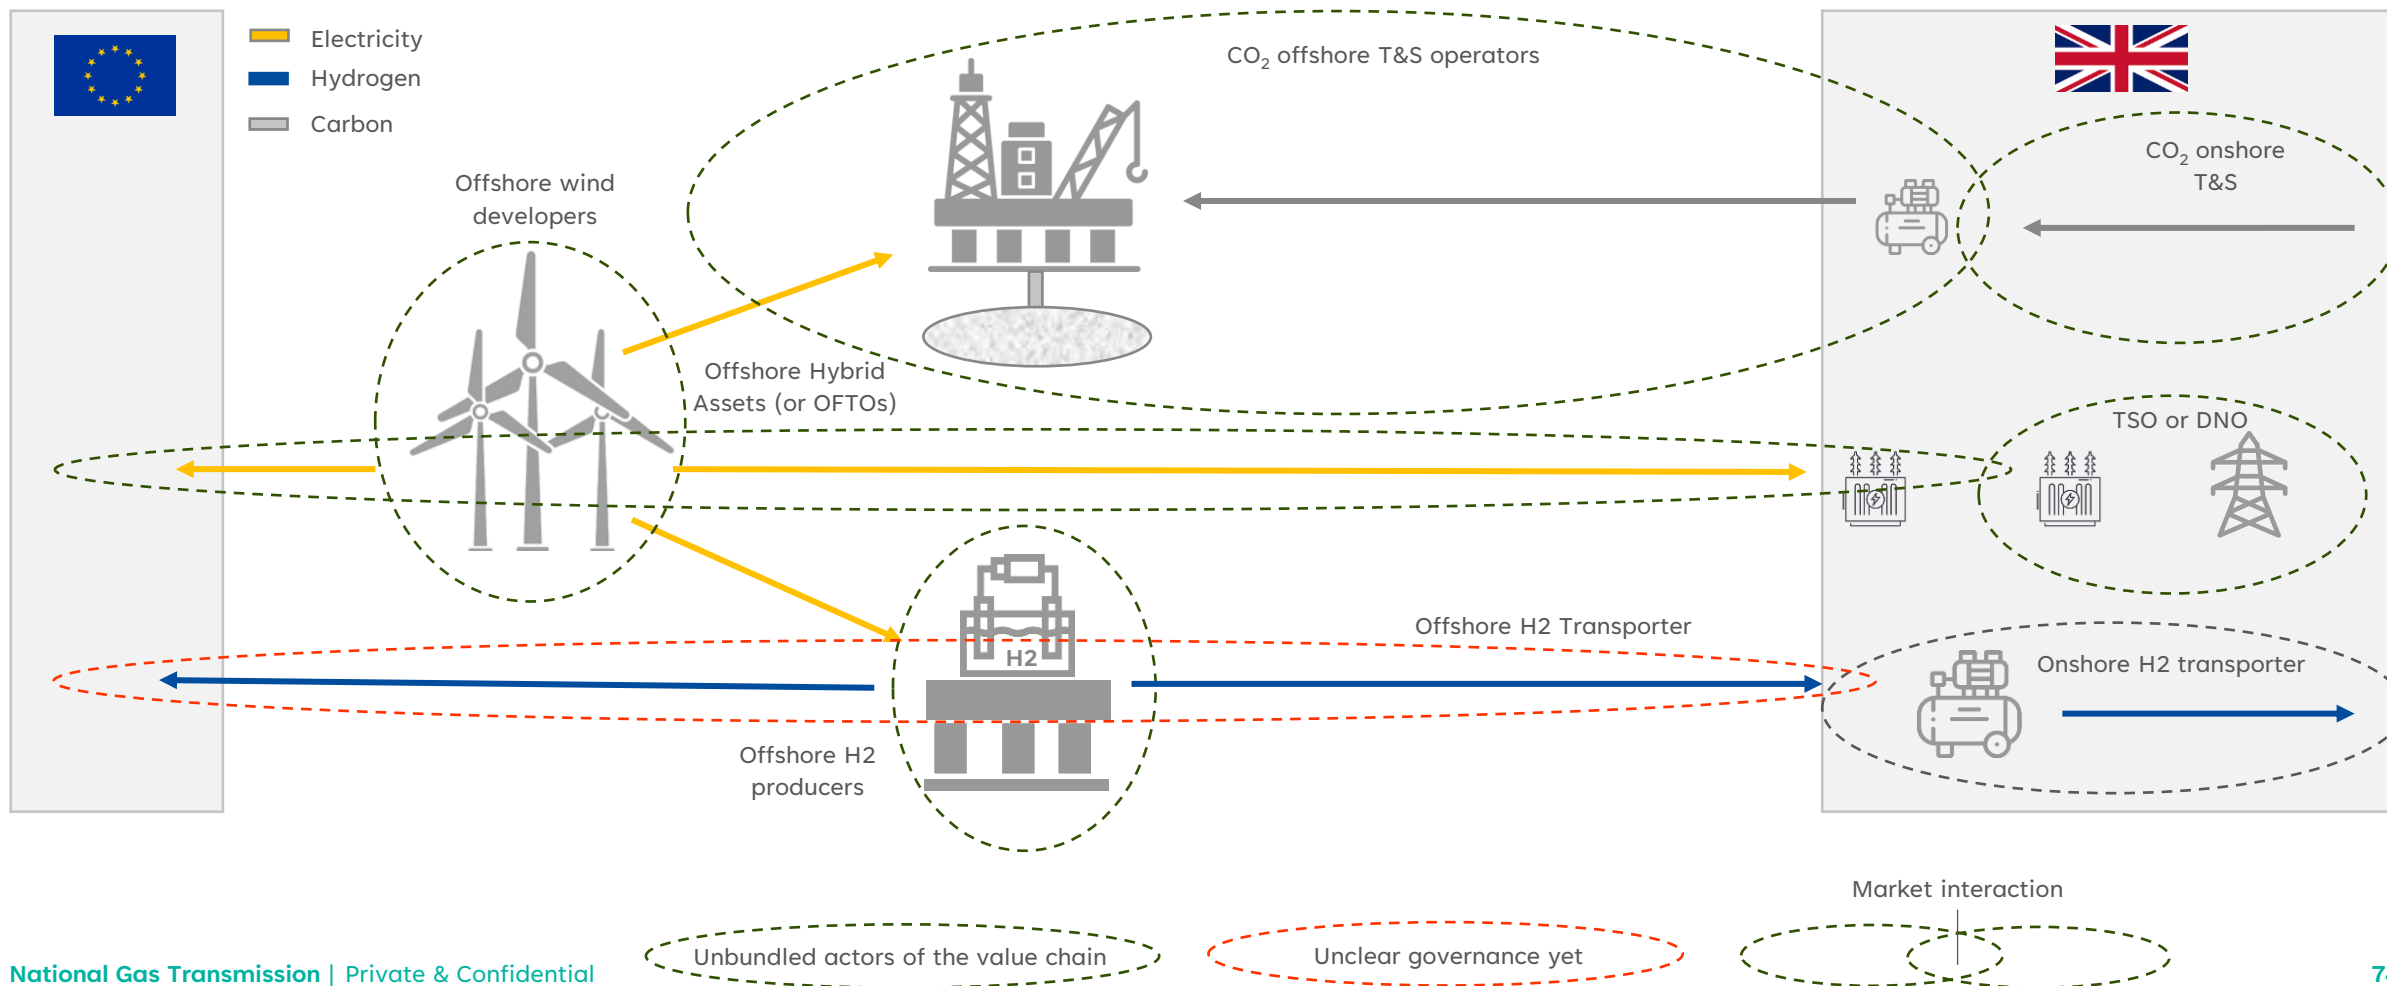 Electricity
Hydrogen
Carbon
CO₂ offshore T&S operators
CO₂ onshore
T&S
Offshore wind
developers
Offshore Hybrid
Assets (or OFTOs)
TSO or DNO
Offshore H2 Transporter
H2
Onshore H2 transporter
Offshore H2
producers
Market interaction
Unbundled actors of the value chain
Unclear governance yet
National Gas Transmission | Private & Confidential